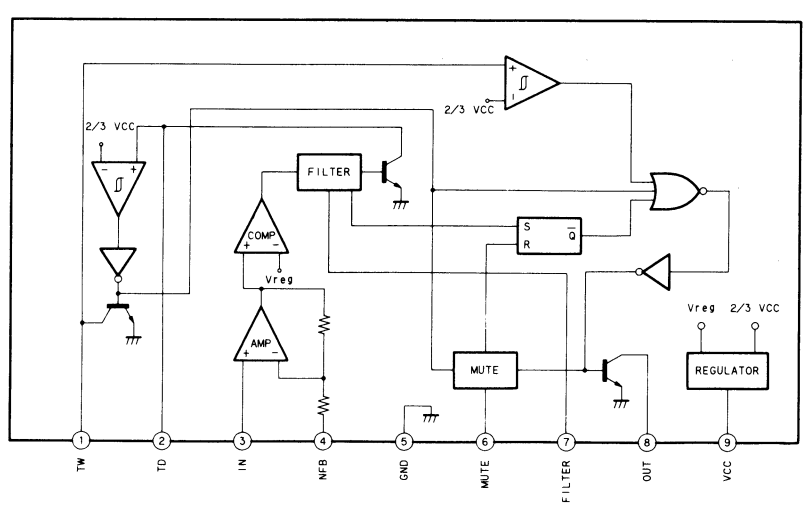 +
−
2/3 VCC
2/3 VCC
− +
FILTER
COMP
+ −
Vreg
S Q
R
AMP
+ −
MUTE
Vreg 2/3 VCC
REGULATOR
1 2 3 4 5 6 7 8 9
TW
TD
IN
NFB
GND
MUTE
FILTER
OUT
VCC